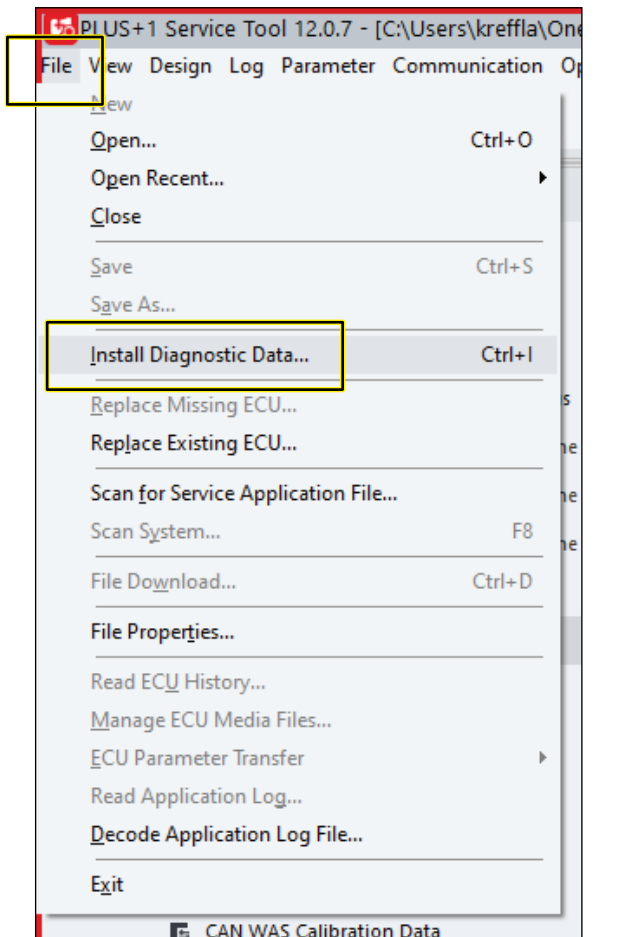 PLUS+1 Service Tool 12.0.7 - [C:\Users\kreffla\One
File View Design Log Parameter Communication Op
New
Open... Ctrl+O
Open Recent...
Close
Save Ctrl+S
Save As...
Install Diagnostic Data... Ctrl+I
Replace Missing ECU...
s
Replace Existing ECU...
ne
Scan for Service Application File...
ne
Scan System... F8
ne
File Download... Ctrl+D
File Properties...
Read ECU History...
Manage ECU Media Files...
ECU Parameter Transfer
Read Application Log...
Decode Application Log File...
Exit
CAN WAS Calibration Data